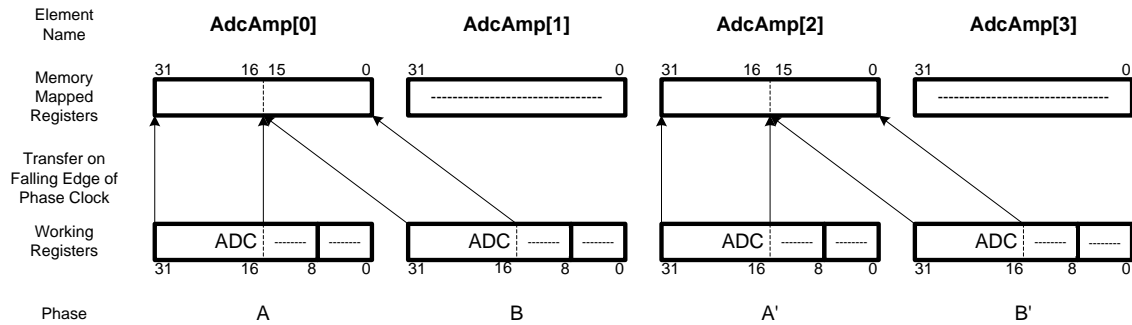 Element
Name
AdcAmp[0] AdcAmp[1] AdcAmp[2] AdcAmp[3]
31 16 15 0 31 0 31 16 15 0 31 0
Memory
Mapped
Registers
Transfer on
Falling Edge of
Phase Clock
Working
Registers
ADC ADC ADC ADC
31 16 8 0 31 16 8 0 31 16 8 0 31 16 8 0
Phase A B A' B'